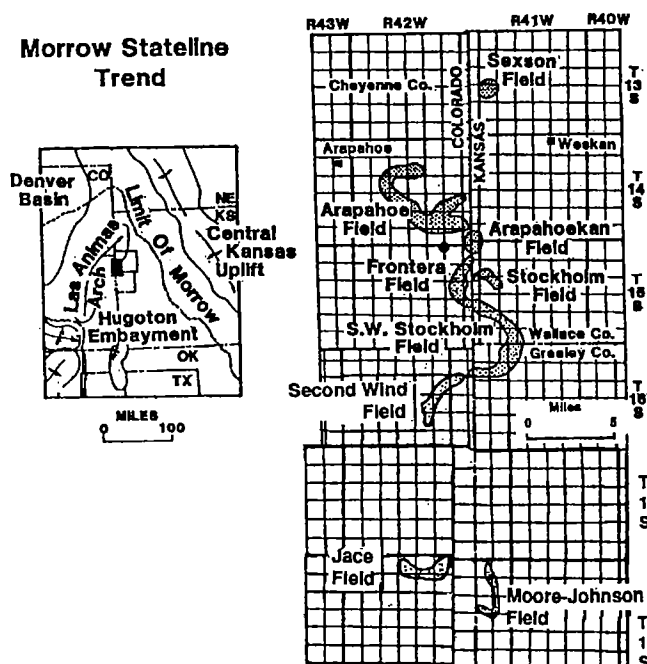 Morrow Stateline
Trend
CO
NE
KS
Denver
Basin
Las Animas
Arch
Limit Of Morrow
Central
Kansas
Uplift
Hugoton
Embayment
OK
TX
MILES
0 100
R43W R42W R41W R40W
Cheyenne Co.
COLORADO
KANSAS
Sexson
Field
T
13
S
Arapahoe
Weskan
T
14
S
Arapahoe
Field
Arapahoekan
Field
Frontera
Field
Stockholm
Field
T
15
S
S.W. Stockholm
Field
Wallace Co.
Greeley Co.
Second Wind
Field
T
S
Miles
0 5
T
S
Jace
Field
Moore-Johnson
Field
T
S